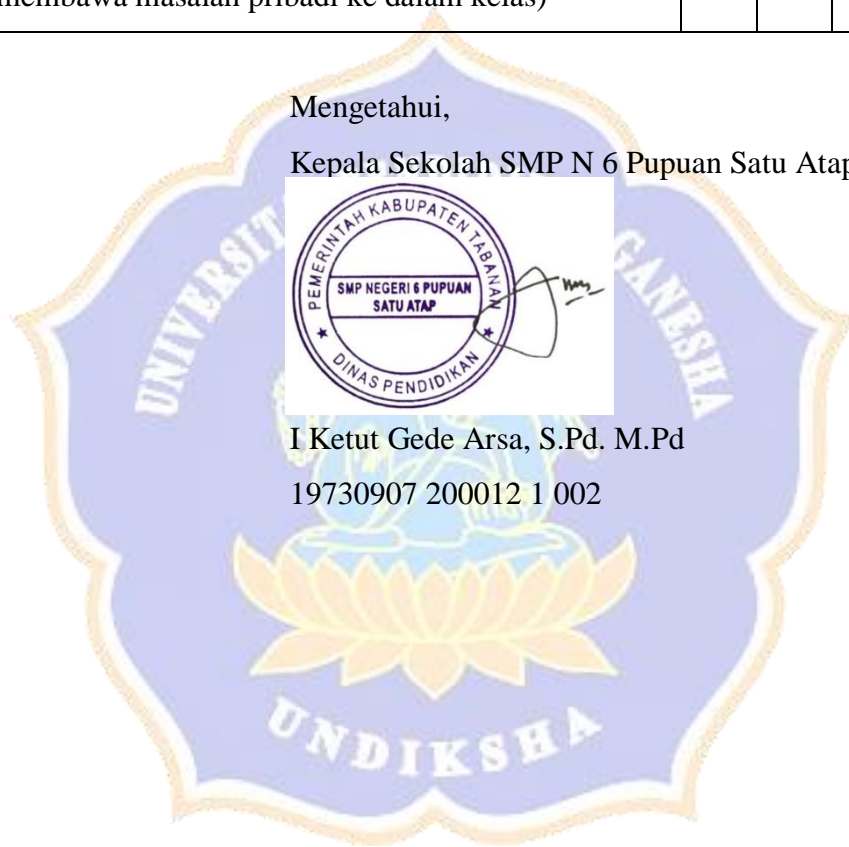 membawa masalah pribadi ke dalam kelas)
Mengetahui,
Kepala Sekolah SMP N 6 Pupuan Satu Atap
PEMERINTAH KABUPATEN TABANAN
SMP NEGERI 6 PUPUAN
SATU ATAP
DINAS PENDIDIKAN
I Ketut Gede Arsa, S.Pd. M.Pd
19730907 200012 1 002
UNIVERSIT
GANESHA
UNDIKSHA